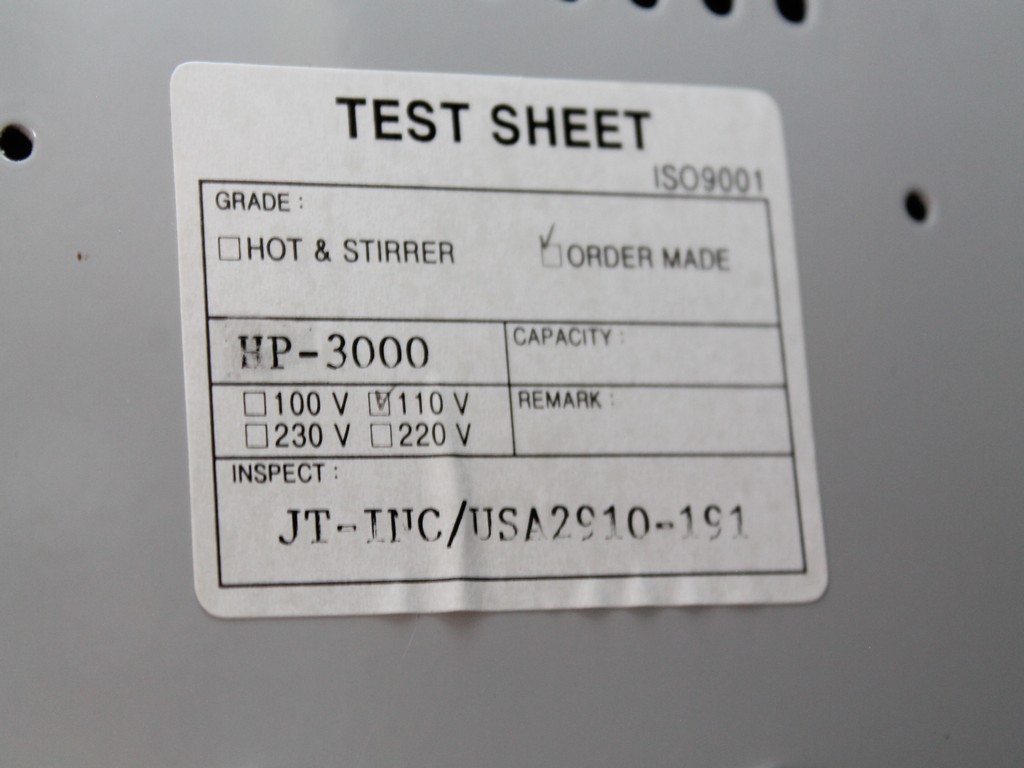 TEST SHEET
ISO9001
GRADE :
☐HOT & STIRRER ☑ORDER MADE
HP-3000 CAPACITY :
☐100 V ☑110 V REMARK :
☐230 V ☐220 V
INSPECT :
JT-INC/USA2910-191